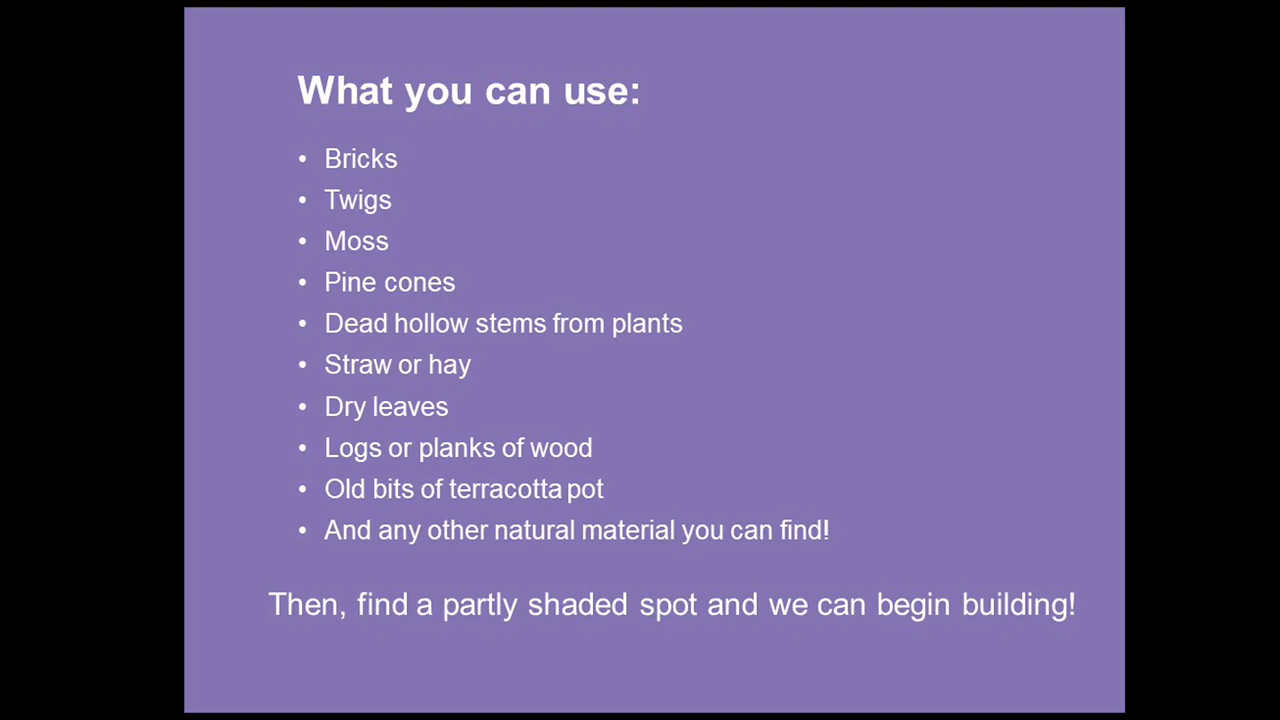 What you can use:
• Bricks
• Twigs
• Moss
• Pine cones
• Dead hollow stems from plants
• Straw or hay
• Dry leaves
• Logs or planks of wood
• Old bits of terracotta pot
• And any other natural material you can find!
Then, find a partly shaded spot and we can begin building!